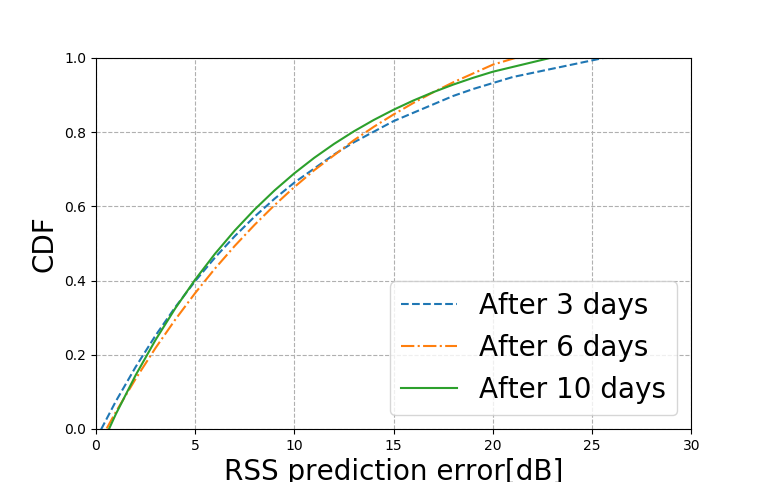 1.0
0.8
0.6
0.4
0.2
0.0
CDF
After 3 days
After 6 days
After 10 days
0 5 10 15 20 25 30
RSS prediction error[dB]